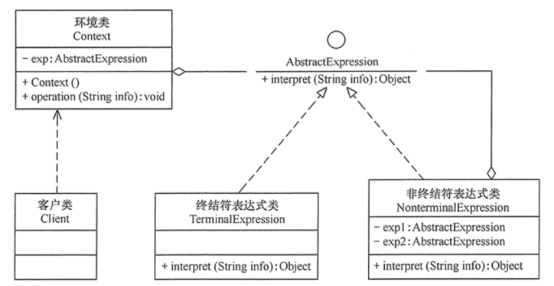 环境类
Context
- exp:AbstractExpression
+ Context()
+ operation(String info):void
AbstractExpression
+ interpret(String info):Object
客户类
Client
终结符表达式类
TerminalExpression
+ interpret(String info):Object
非终结符表达式类
NonterminalExpression
- exp1:AbstractExpression
- exp2:AbstractExpression
+ interpret(String info):Object